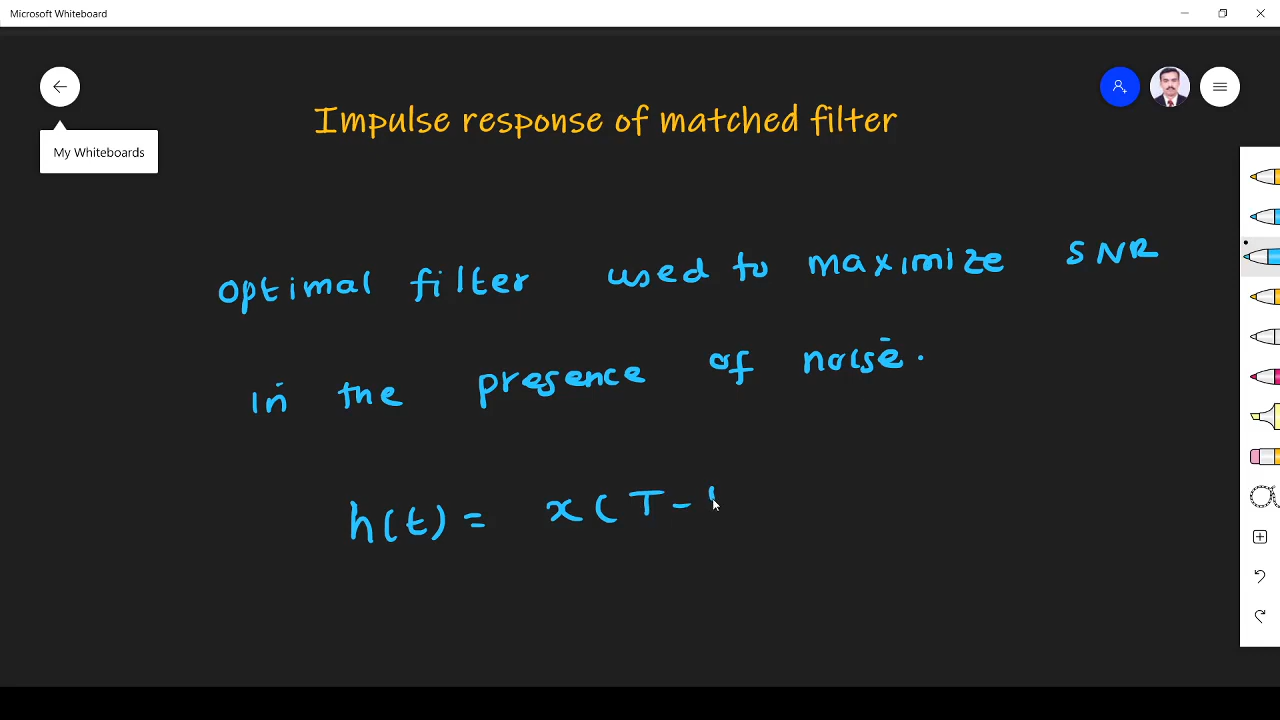 Microsoft Whiteboard
Impulse response of matched filter
My Whiteboards
optimal filter used to maximize SNR
in the presence of noise.
h(t) = x(T-